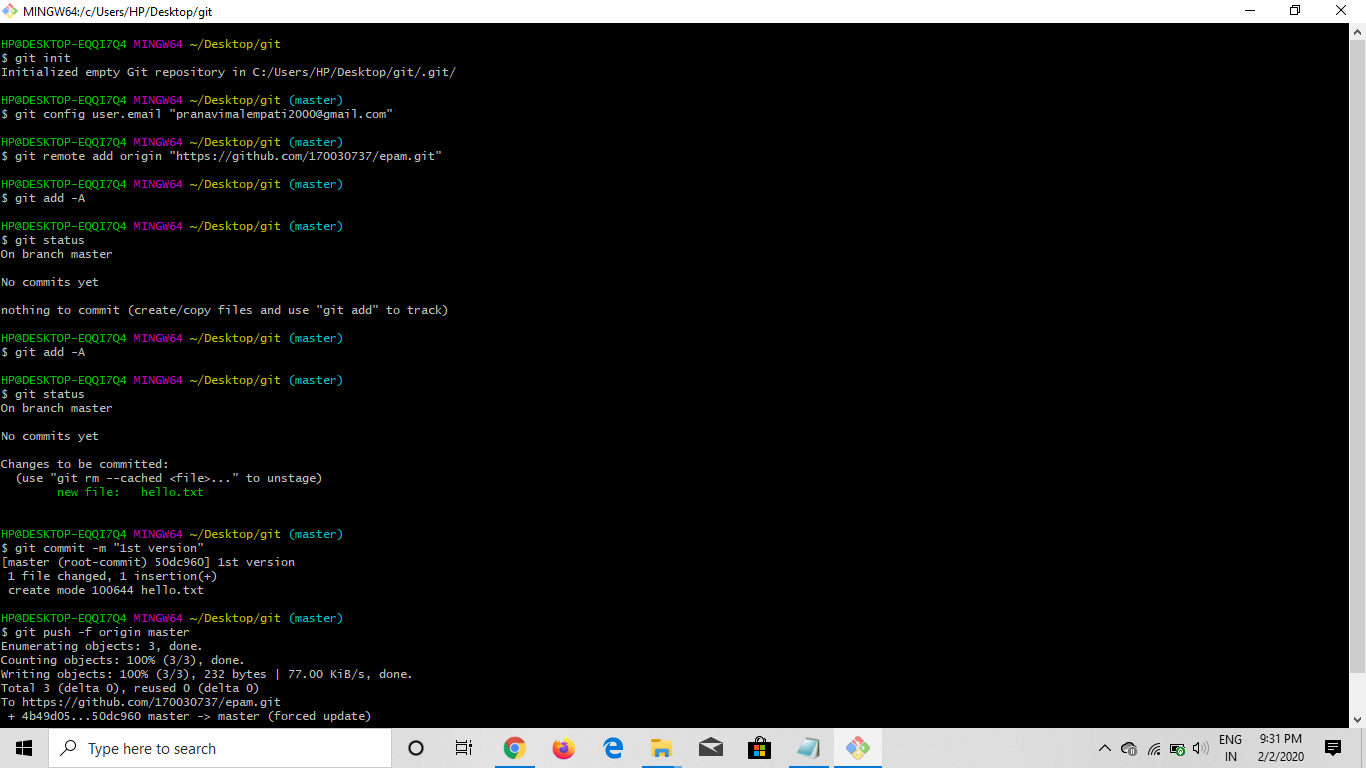 MINGW64:/c/Users/HP/Desktop/git
HP@DESKTOP-EQQI7Q4 MINGW64 ~/Desktop/git
$ git init
Initialized empty Git repository in C:/Users/HP/Desktop/git/.git/
HP@DESKTOP-EQQI7Q4 MINGW64 ~/Desktop/git (master)
$ git config user.email "pranavimalempati2000@gmail.com"
HP@DESKTOP-EQQI7Q4 MINGW64 ~/Desktop/git (master)
$ git remote add origin "https://github.com/170030737/epam.git"
HP@DESKTOP-EQQI7Q4 MINGW64 ~/Desktop/git (master)
$ git add -A
HP@DESKTOP-EQQI7Q4 MINGW64 ~/Desktop/git (master)
$ git status
On branch master
No commits yet
nothing to commit (create/copy files and use "git add" to track)
HP@DESKTOP-EQQI7Q4 MINGW64 ~/Desktop/git (master)
$ git add -A
HP@DESKTOP-EQQI7Q4 MINGW64 ~/Desktop/git (master)
$ git status
On branch master
No commits yet
Changes to be committed:
  (use "git rm --cached <file>..." to unstage)
        new file:   hello.txt
HP@DESKTOP-EQQI7Q4 MINGW64 ~/Desktop/git (master)
$ git commit -m "1st version"
[master (root-commit) 50dc960] 1st version
 1 file changed, 1 insertion(+)
 create mode 100644 hello.txt
HP@DESKTOP-EQQI7Q4 MINGW64 ~/Desktop/git (master)
$ git push -f origin master
Enumerating objects: 3, done.
Counting objects: 100% (3/3), done.
Writing objects: 100% (3/3), 232 bytes | 77.00 KiB/s, done.
Total 3 (delta 0), reused 0 (delta 0)
To https://github.com/170030737/epam.git
 + 4b49d05...50dc960 master -> master (forced update)
Type here to search
ENG
IN
9:31 PM
2/2/2020